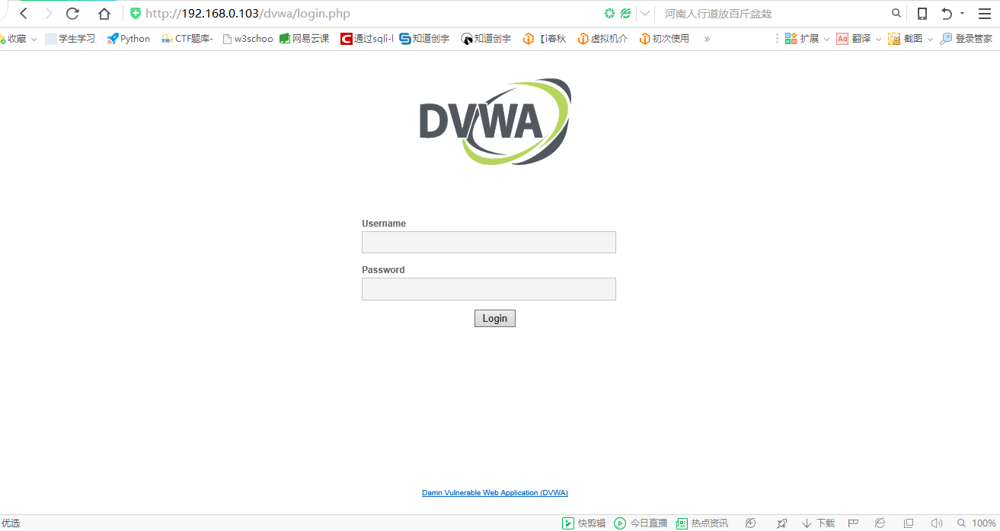 http://192.168.0.103/dvwa/login.php 河南人行道放百斤盆栽
收藏 学生学习 Python CTF题库- w3schoo 网易云课 通过sqli-l 知道创宇 知道创宇 【i春秋 虚拟机介 初次使用 » 扩展 Aa 翻译 截图 登录管家
DVWA
Username
Password
Login
Damn Vulnerable Web Application (DVWA)
优选 快剪辑 今日直播 热点资讯 下载 100%